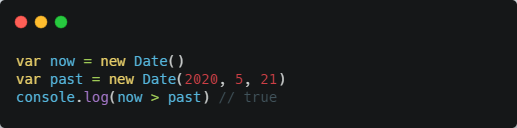 var now = new Date()
var past = new Date(2020, 5, 21)
console.log(now > past) // true